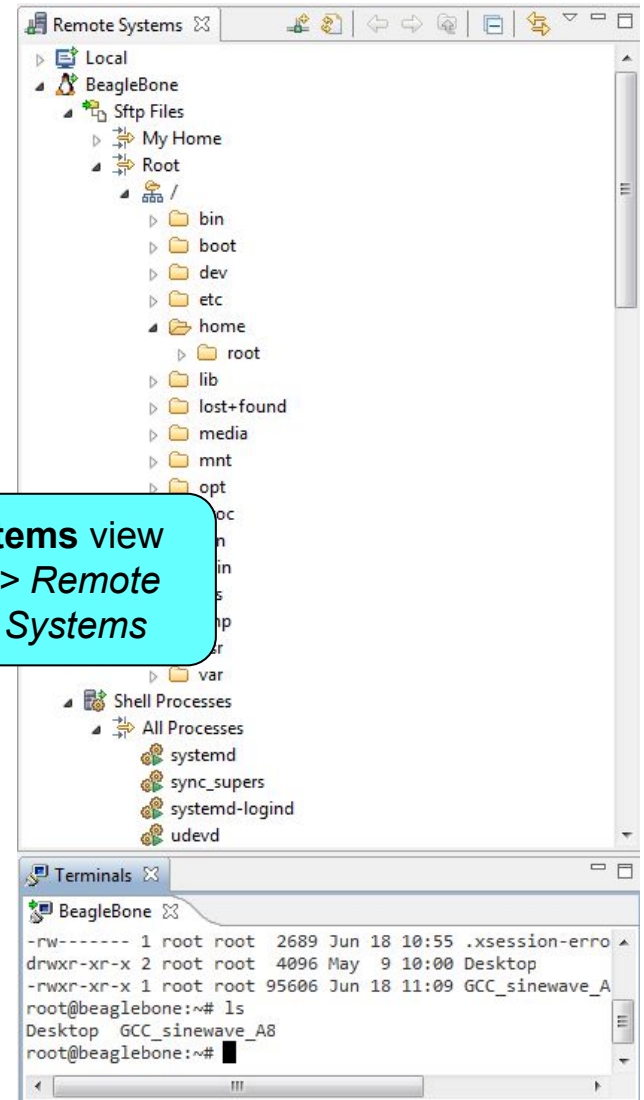 Remote Systems
Local
BeagleBone
Sftp Files
My Home
Root
/
bin
boot
dev
etc
home
root
lib
lost+found
media
mnt
opt
tems view
> Remote
Systems
var
Shell Processes
All Processes
systemd
sync_supers
systemd-logind
udevd
Terminals
BeagleBone
-rw------- 1 root root  2689 Jun 18 10:55 .xsession-erro
drwxr-xr-x 2 root root  4096 May  9 10:00 Desktop
-rwxr-xr-x 1 root root 95606 Jun 18 11:09 GCC_sinewave_A
root@beaglebone:~# ls
Desktop  GCC_sinewave_A8
root@beaglebone:~#